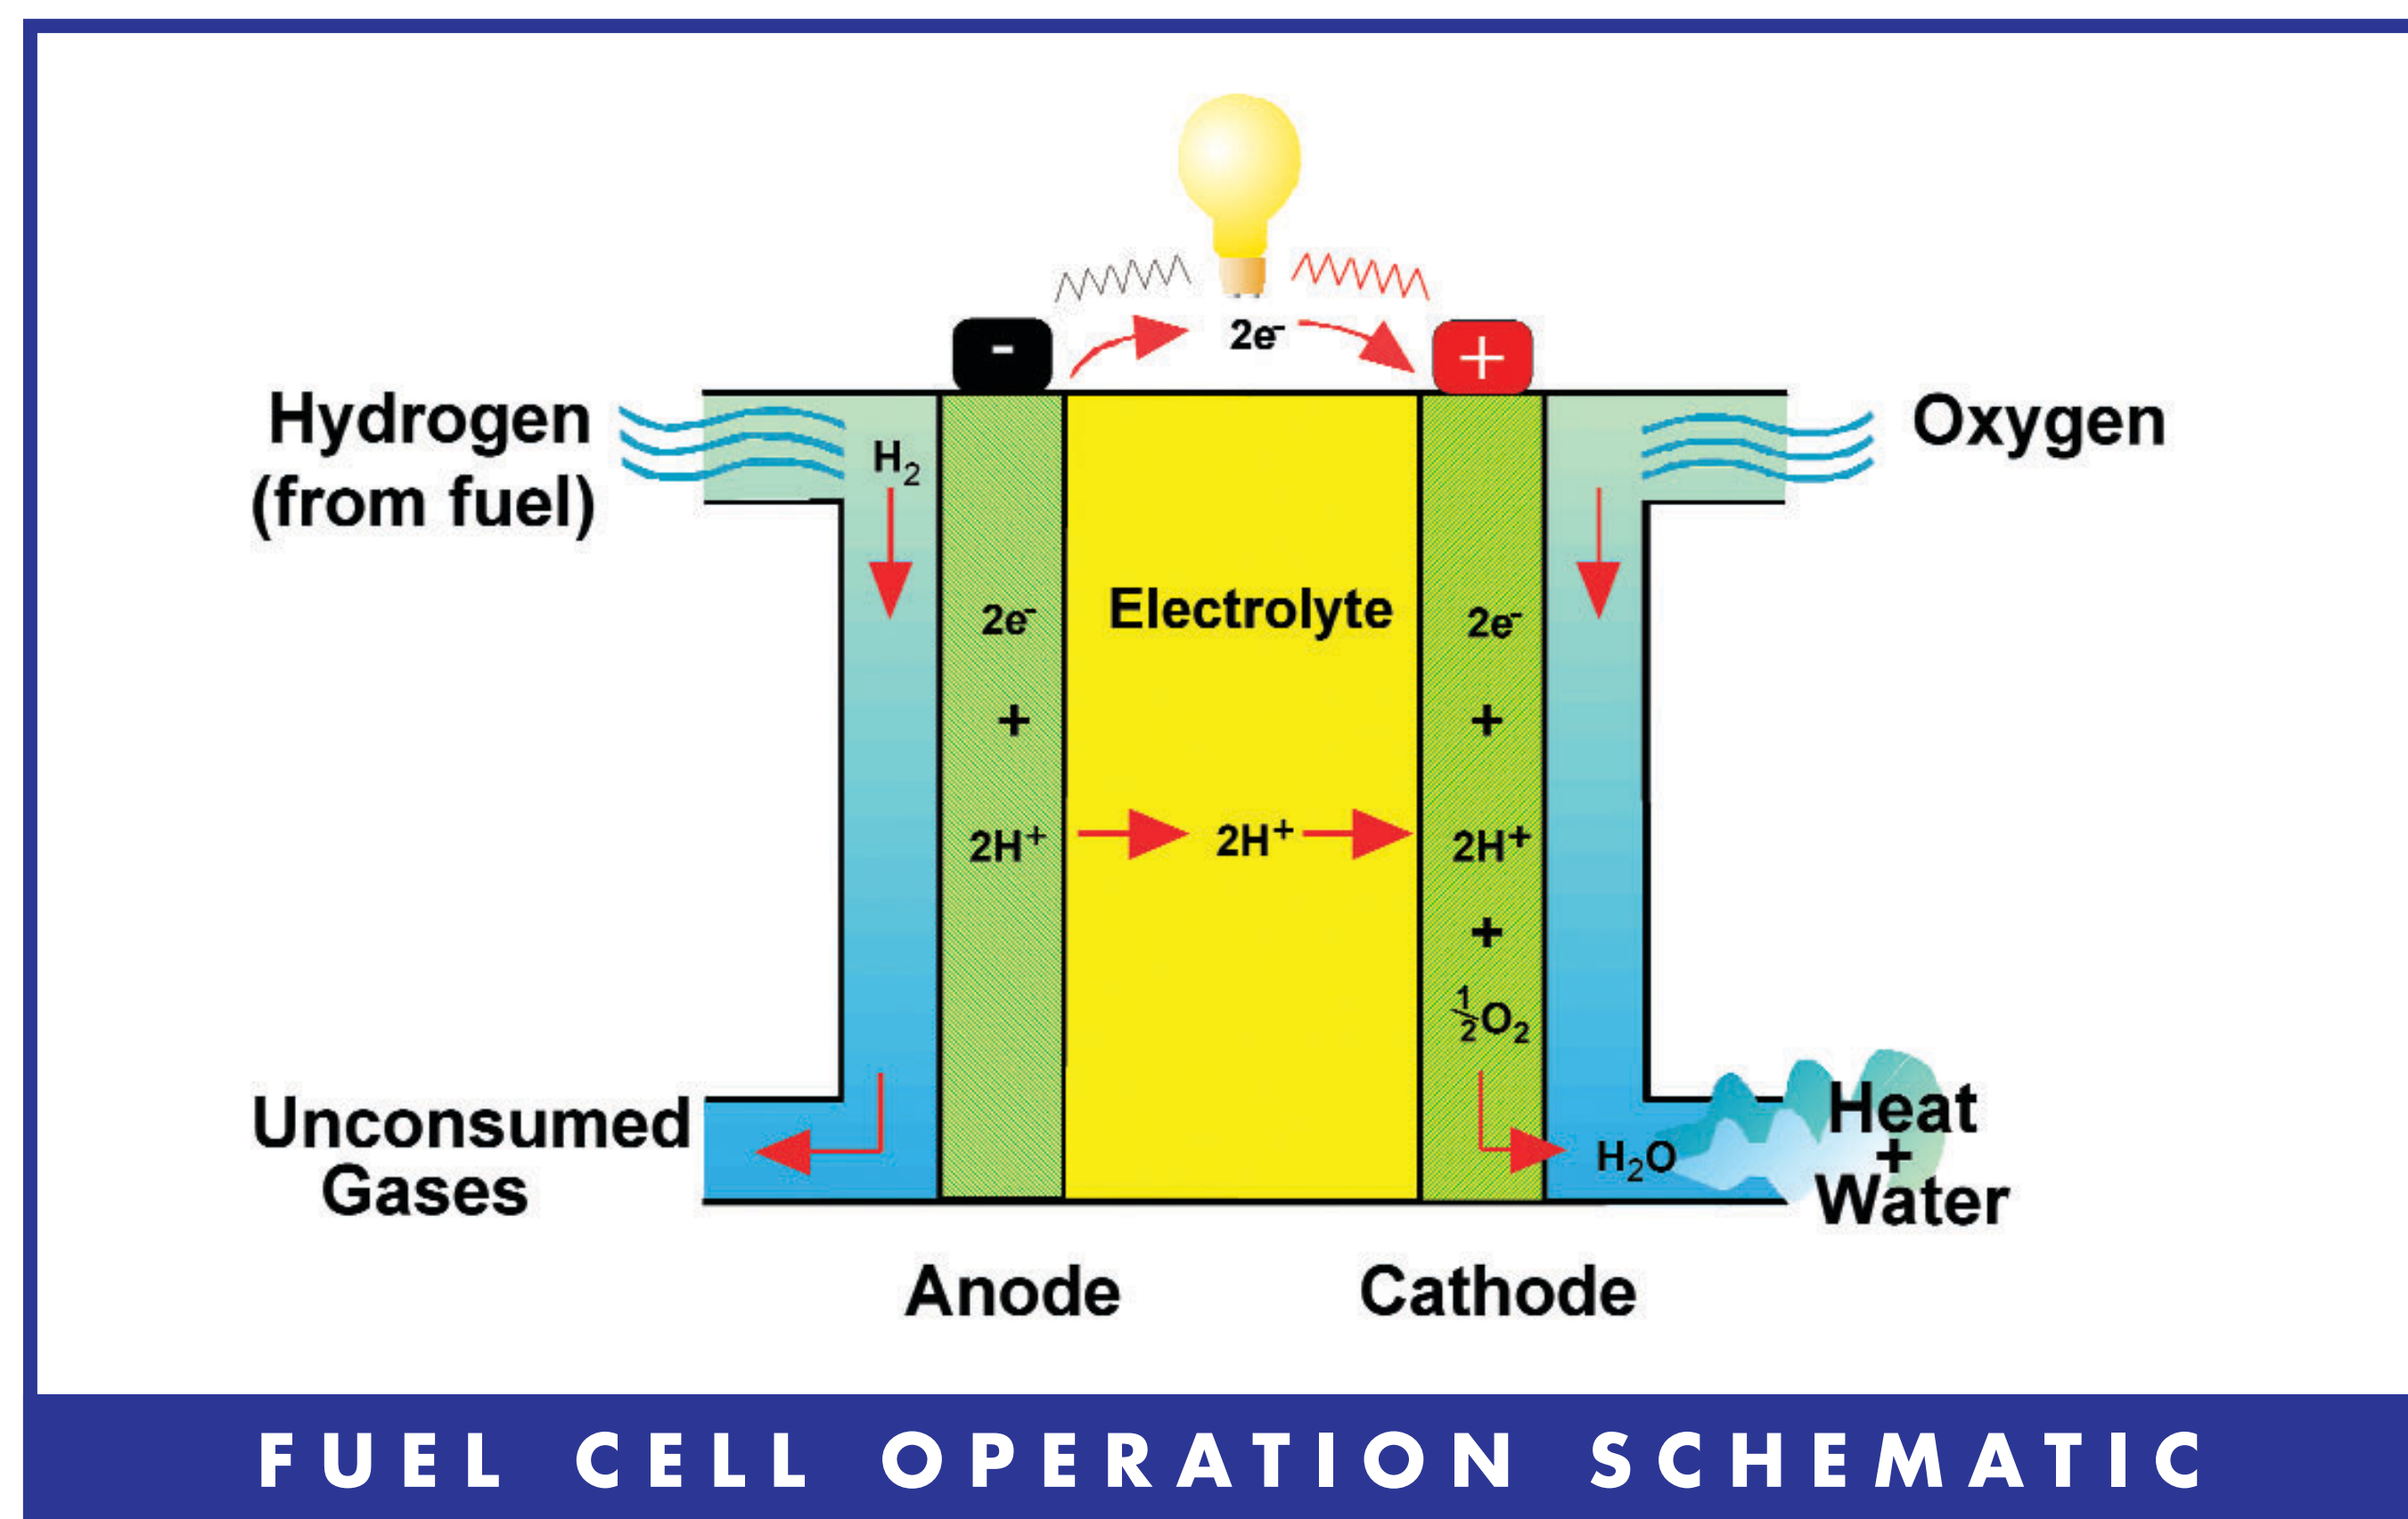 -
2e⁻
+
Hydrogen
(from fuel)
H₂
Oxygen
Electrolyte
2e⁻
+
2H⁺
2H⁺
2e⁻
+
2H⁺
+
½O₂
Unconsumed
Gases
H₂O
Heat
+
Water
Anode
Cathode
FUEL CELL OPERATION SCHEMATIC